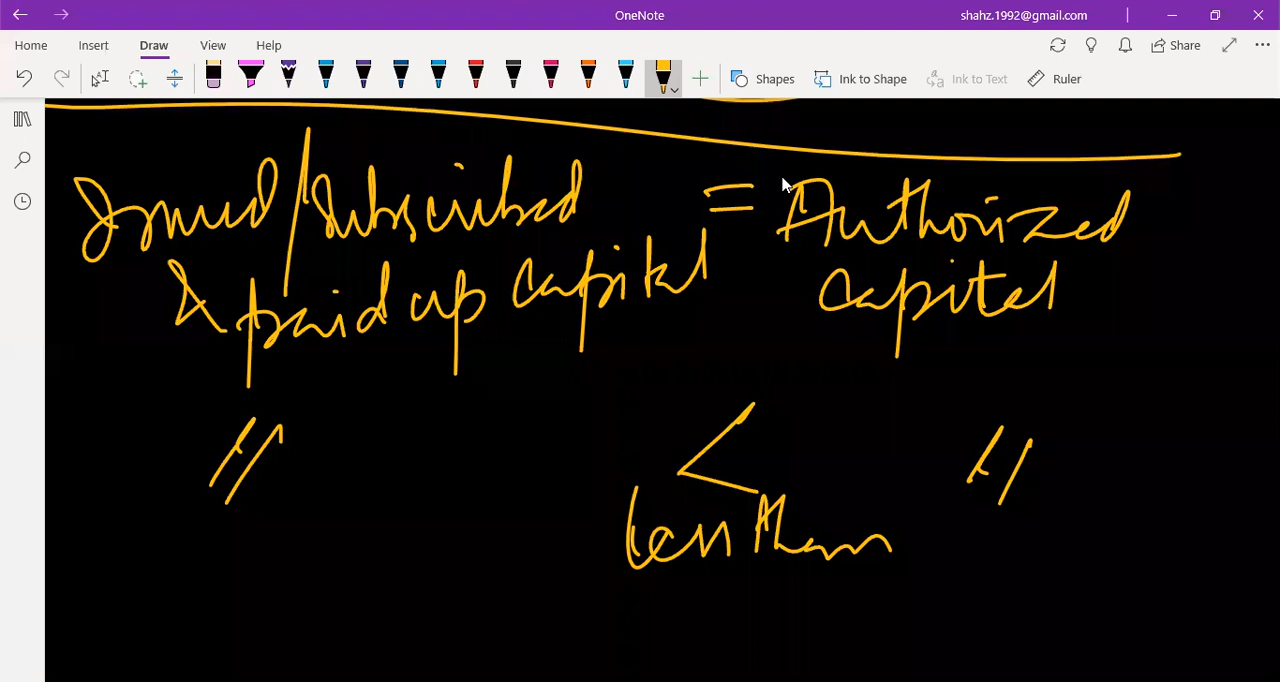 OneNote
shahz.1992@gmail.com
Home Insert Draw View Help
Share
Shapes Ink to Shape Ink to Text Ruler
Issued/Subscribed = Authorized
& paid up capital capital
" < "
less than